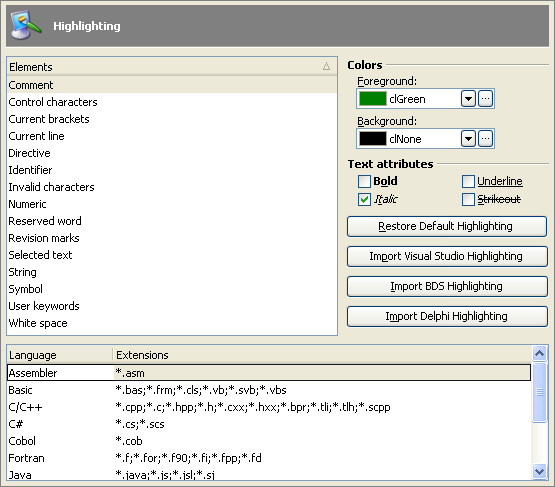 Highlighting
Elements
Comment
Control characters
Current brackets
Current line
Directive
Identifier
Invalid characters
Numeric
Reserved word
Revision marks
Selected text
String
Symbol
User keywords
White space
Colors
Foreground:
clGreen
Background:
clNone
Text attributes
Bold Underline
Italic Strikeout
Restore Default Highlighting
Import Visual Studio Highlighting
Import BDS Highlighting
Import Delphi Highlighting
Language Extensions
Assembler *.asm
Basic *.bas;*.frm;*.cls;*.vb;*.svb;*.vbs
C/C++ *.cpp;*.c;*.hpp;*.h;*.cxx;*.hxx;*.bpr;*.tli;*.tlh;*.scpp
C# *.cs;*.scs
Cobol *.cob
Fortran *.f;*.for;*.f90;*.fi;*.fpp;*.fd
Java *.java;*.js;*.jsl;*.sj